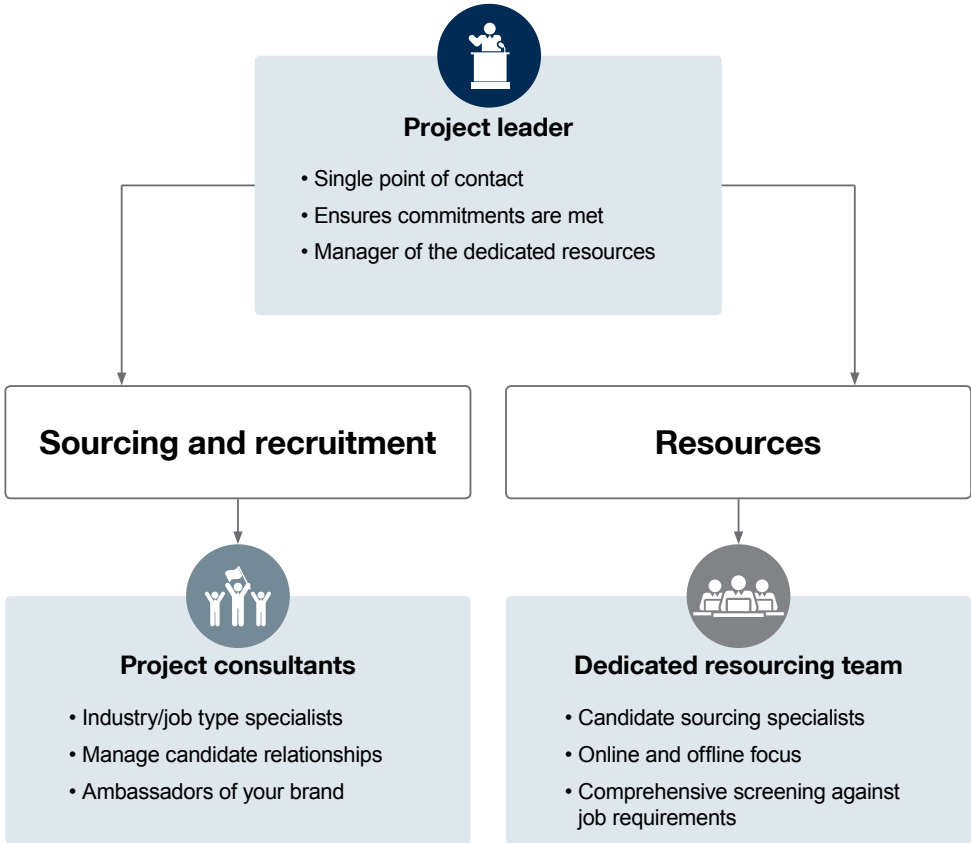 Project leader
• Single point of contact
• Ensures commitments are met
• Manager of the dedicated resources
Sourcing and recruitment
Resources
Project consultants
• Industry/job type specialists
• Manage candidate relationships
• Ambassadors of your brand
Dedicated resourcing team
• Candidate sourcing specialists
• Online and offline focus
• Comprehensive screening against
job requirements